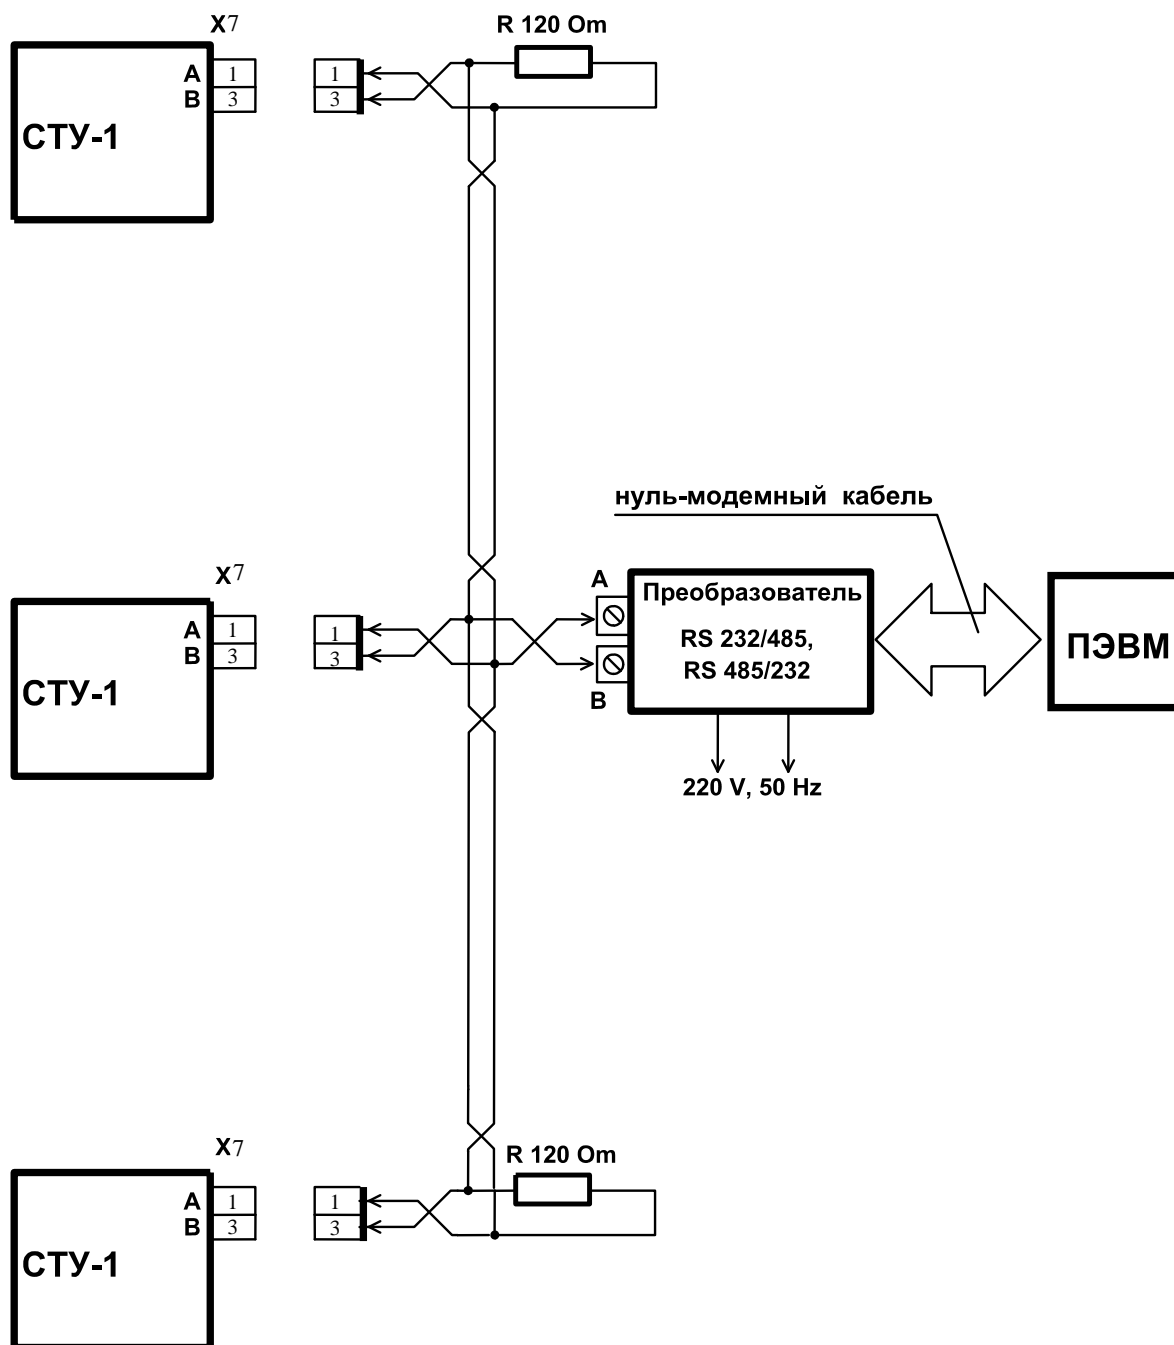 X7
R 120 Om
A 1
1
B 3
3
СТУ-1
нуль-модемный кабель
X7
A
Преобразователь
A 1
1
RS 232/485,
ПЭВМ
B 3
3
RS 485/232
СТУ-1
B
220 V, 50 Hz
X7
R 120 Om
A 1
1
B 3
3
СТУ-1